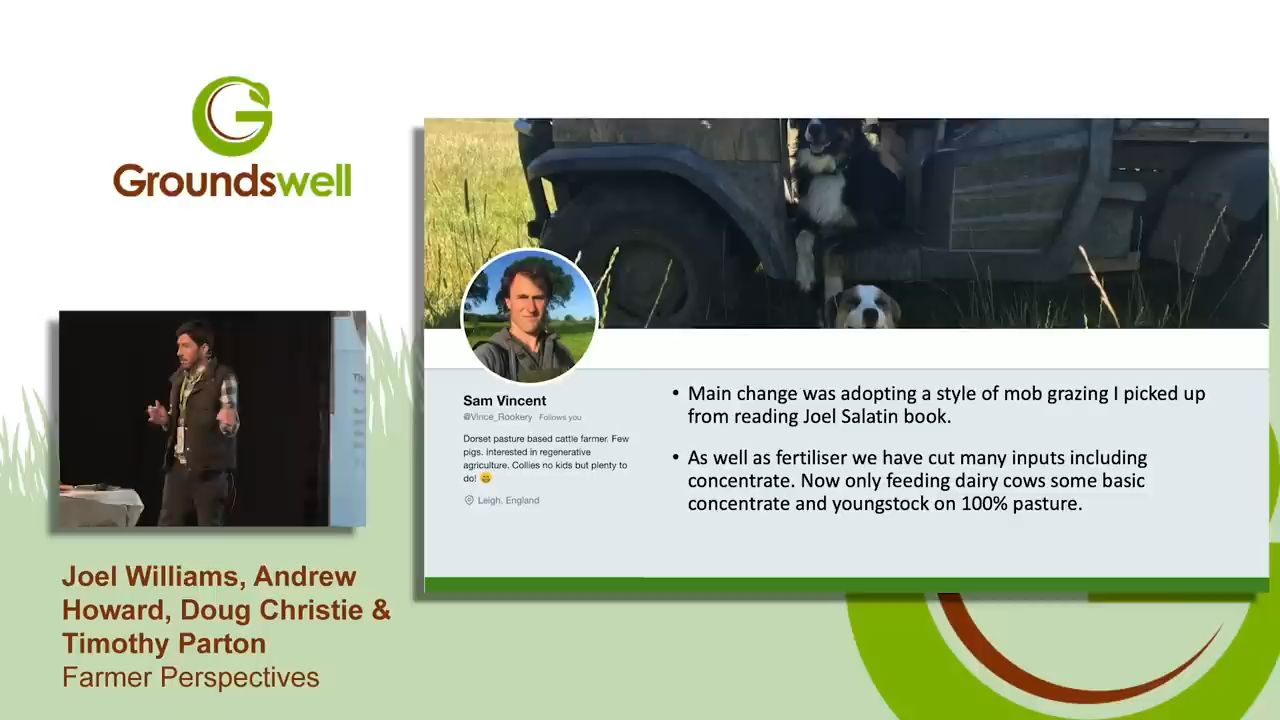 Groundswell
Joel Williams, Andrew
Howard, Doug Christie &
Timothy Parton
Farmer Perspectives
Sam Vincent
@Vince_Rookery Follows you
Dorset pasture based cattle farmer. Few
pigs. Interested in regenerative
agriculture. Collies no kids but plenty to
do! 😄
Leigh, England
• Main change was adopting a style of mob grazing I picked up
from reading Joel Salatin book.
• As well as fertiliser we have cut many inputs including
concentrate. Now only feeding dairy cows some basic
concentrate and youngstock on 100% pasture.